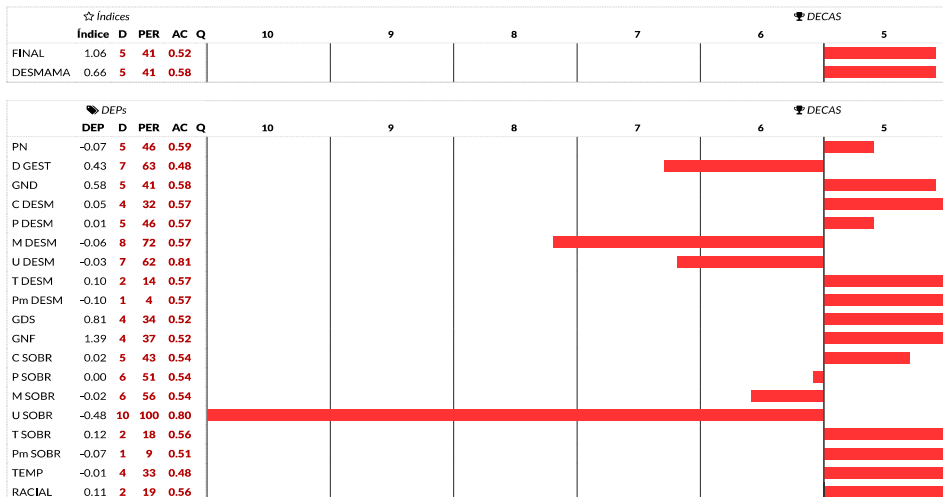 Índices DECAS
Índice D PER AC Q 10 9 8 7 6 5
FINAL 1.06 5 41 0.52
DESMAMA 0.66 5 41 0.58
DEPs DECAS
DEP D PER AC Q 10 9 8 7 6 5
PN -0.07 5 46 0.59
D GEST 0.43 7 63 0.48
GND 0.58 5 41 0.58
C DESM 0.05 4 32 0.57
P DESM 0.01 5 46 0.57
M DESM -0.06 8 72 0.57
U DESM -0.03 7 62 0.81
T DESM 0.10 2 14 0.57
Pm DESM -0.10 1 4 0.57
GDS 0.81 4 34 0.52
GNF 1.39 4 37 0.52
C SOBR 0.02 5 43 0.54
P SOBR 0.00 6 51 0.54
M SOBR -0.02 6 56 0.54
U SOBR -0.48 10 100 0.80
T SOBR 0.12 2 18 0.56
Pm SOBR -0.07 1 9 0.51
TEMP -0.01 4 33 0.48
RACIAL 0.11 2 19 0.56